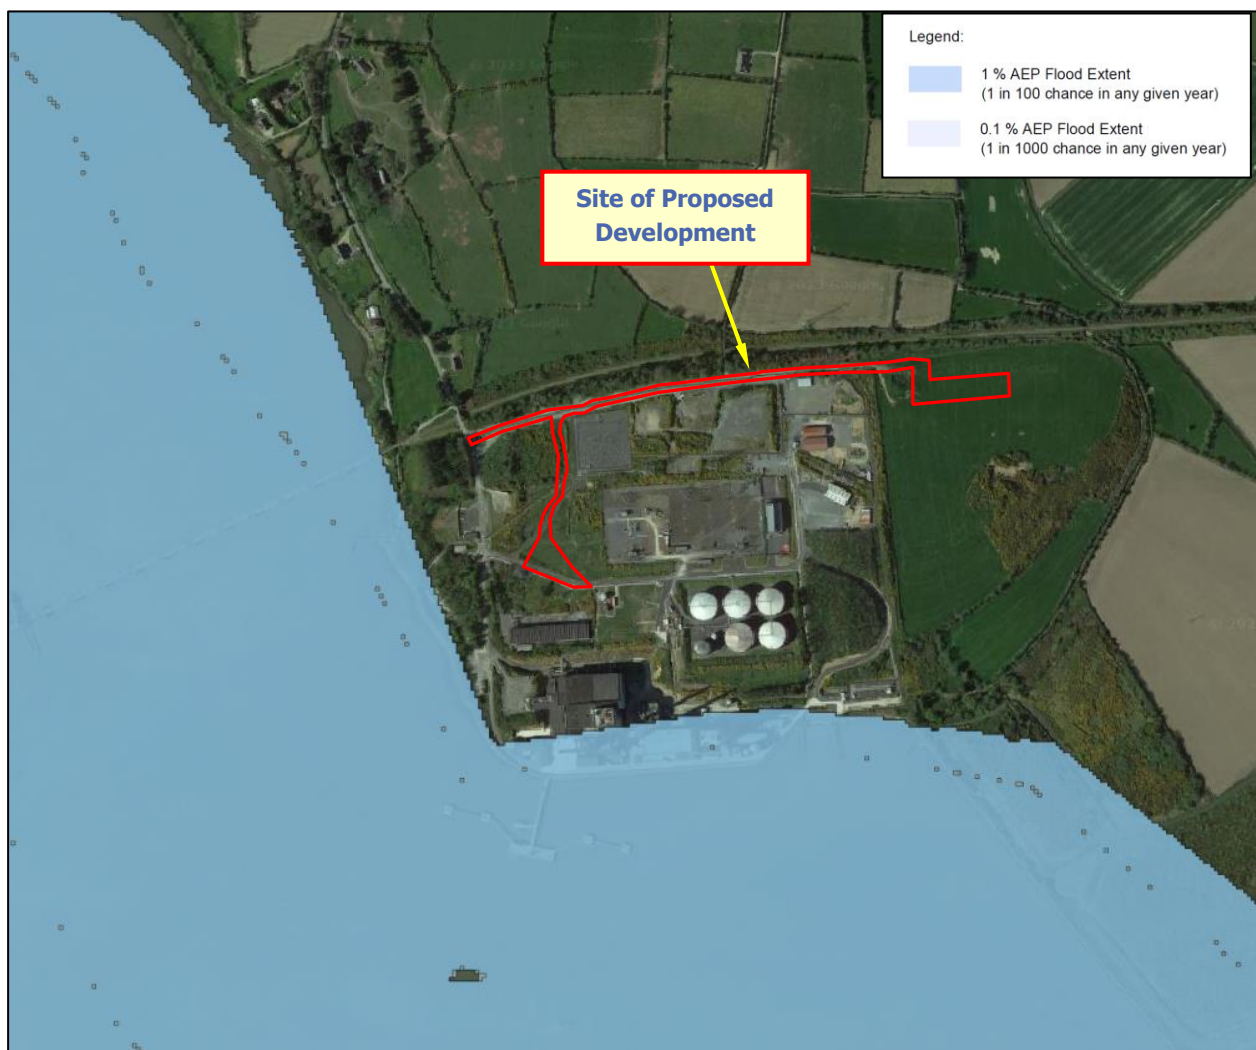 Legend:
1 % AEP Flood Extent
(1 in 100 chance in any given year)
0.1 % AEP Flood Extent
(1 in 1000 chance in any given year)
Site of Proposed
Development